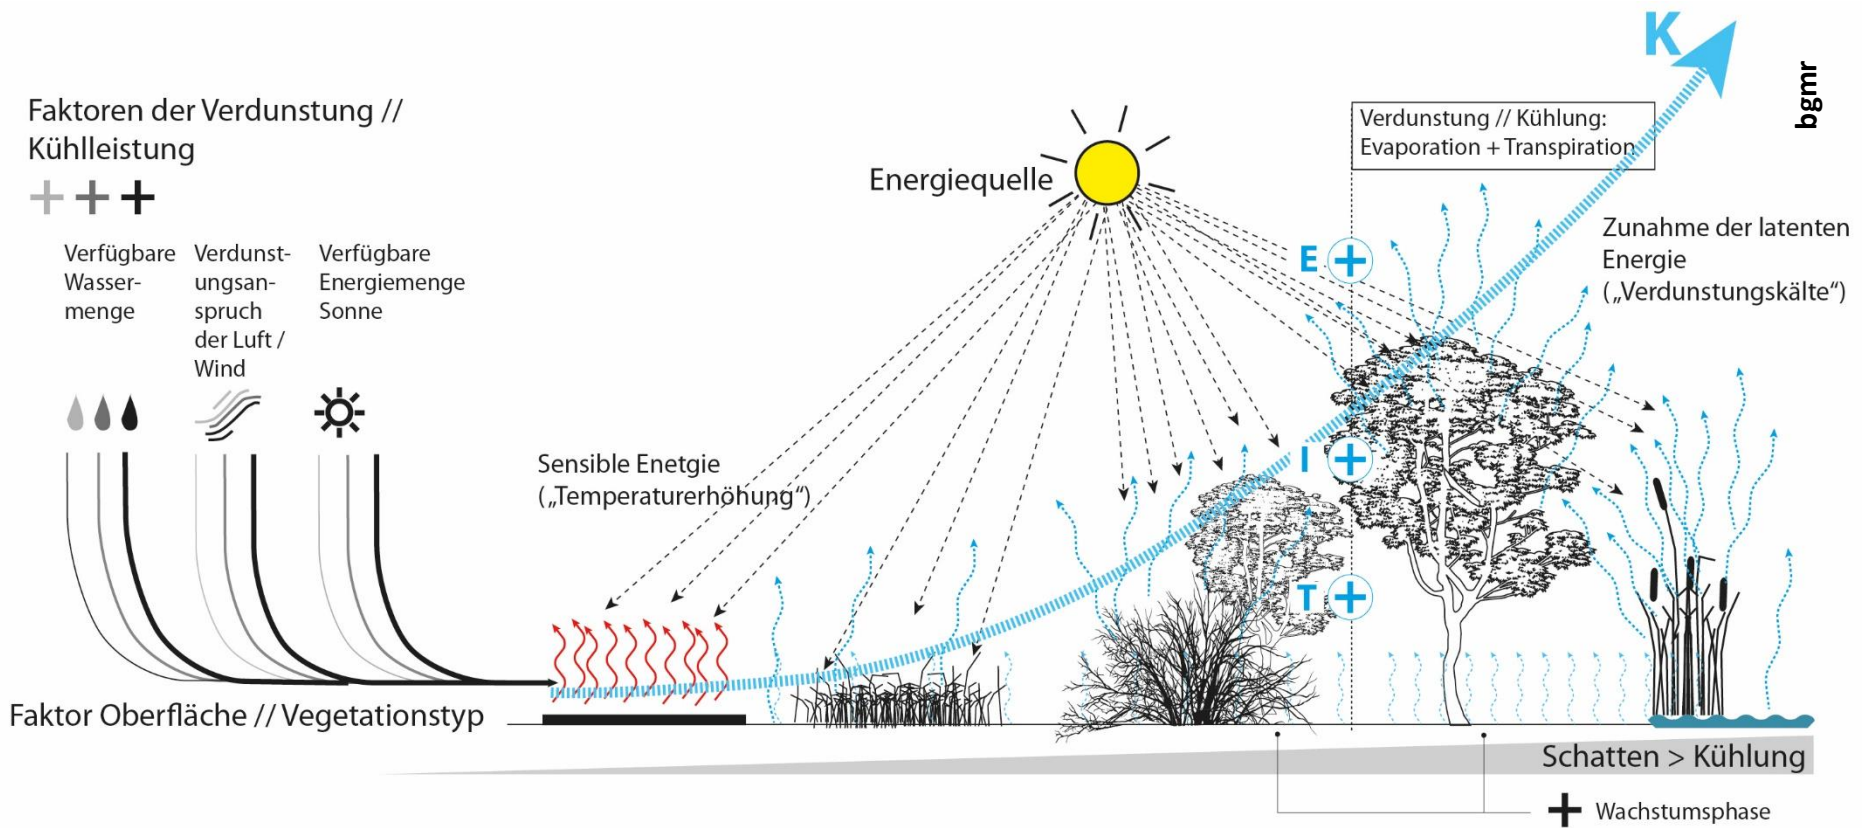 K
bgmr
Faktoren der Verdunstung //
Kühlleistung
Verfügbare
Wasser-
menge
Verdunst-
ungsan-
spruch
der Luft /
Wind
Verfügbare
Energiemenge
Sonne
Energiequelle
Verdunstung // Kühlung:
Evaporation + Transpiration
Zunahme der latenten
Energie
(„Verdunstungskälte“)
E
I
T
Sensible Enetgie
(„Temperaturerhöhung“)
Faktor Oberfläche // Vegetationstyp
Schatten > Kühlung
Wachstumsphase